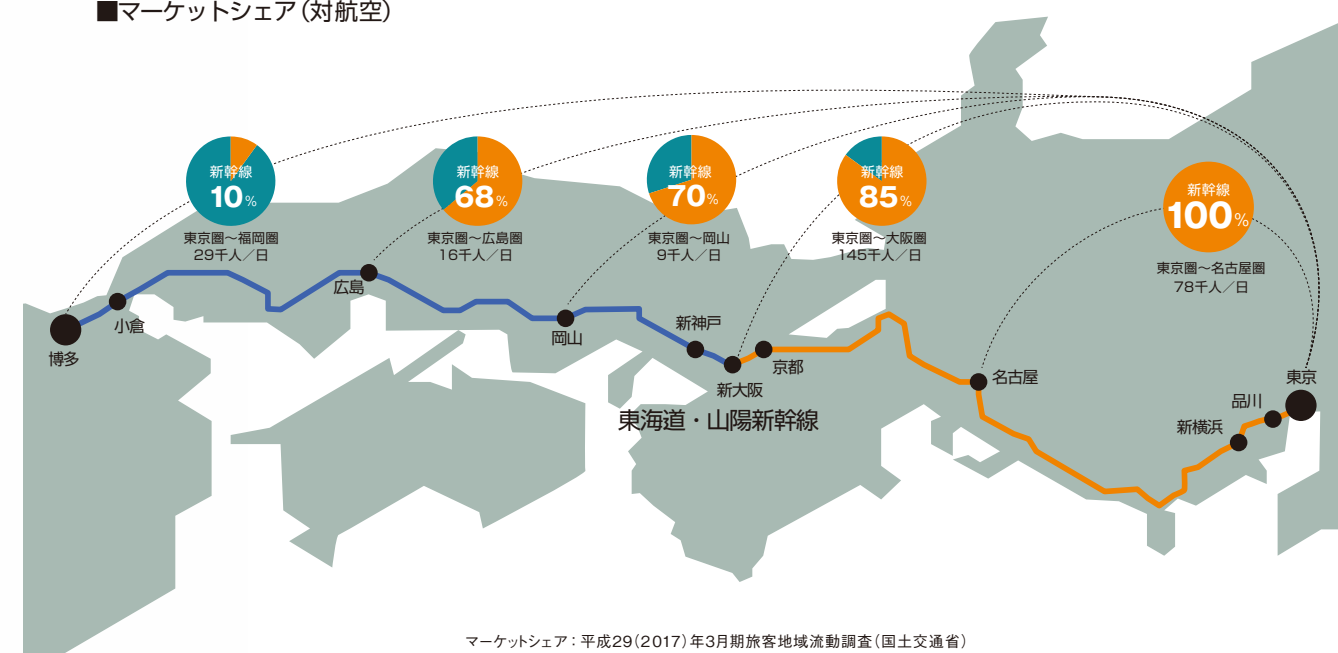 ■マーケットシェア(対航空)
新幹線
10%
東京圏~福岡圏
29千人/日
新幹線
68%
東京圏~広島圏
16千人/日
新幹線
70%
東京圏~岡山
9千人/日
新幹線
85%
東京圏~大阪圏
145千人/日
新幹線
100%
東京圏~名古屋圏
78千人/日
博多
小倉
広島
岡山
新神戸
新大阪
京都
名古屋
新横浜
品川
東京
東海道・山陽新幹線
マーケットシェア:平成29(2017)年3月期旅客地域流動調査(国土交通省)